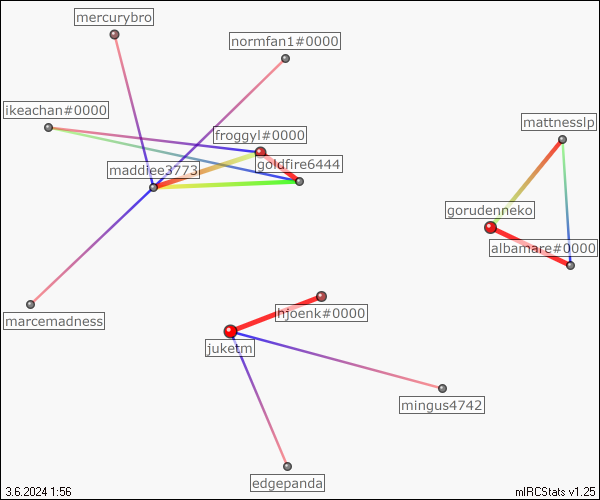 mercurybro
normfan1#0000
ikeachan#0000
mattnesslp
froggyl#0000
goldfire6444
maddiee3773
gorudenneko
albamare#0000
marcemadness
hjoenk#0000
juketm
mingus4742
edgepanda
3.6.2024 1:56
mIRCStats v1.25